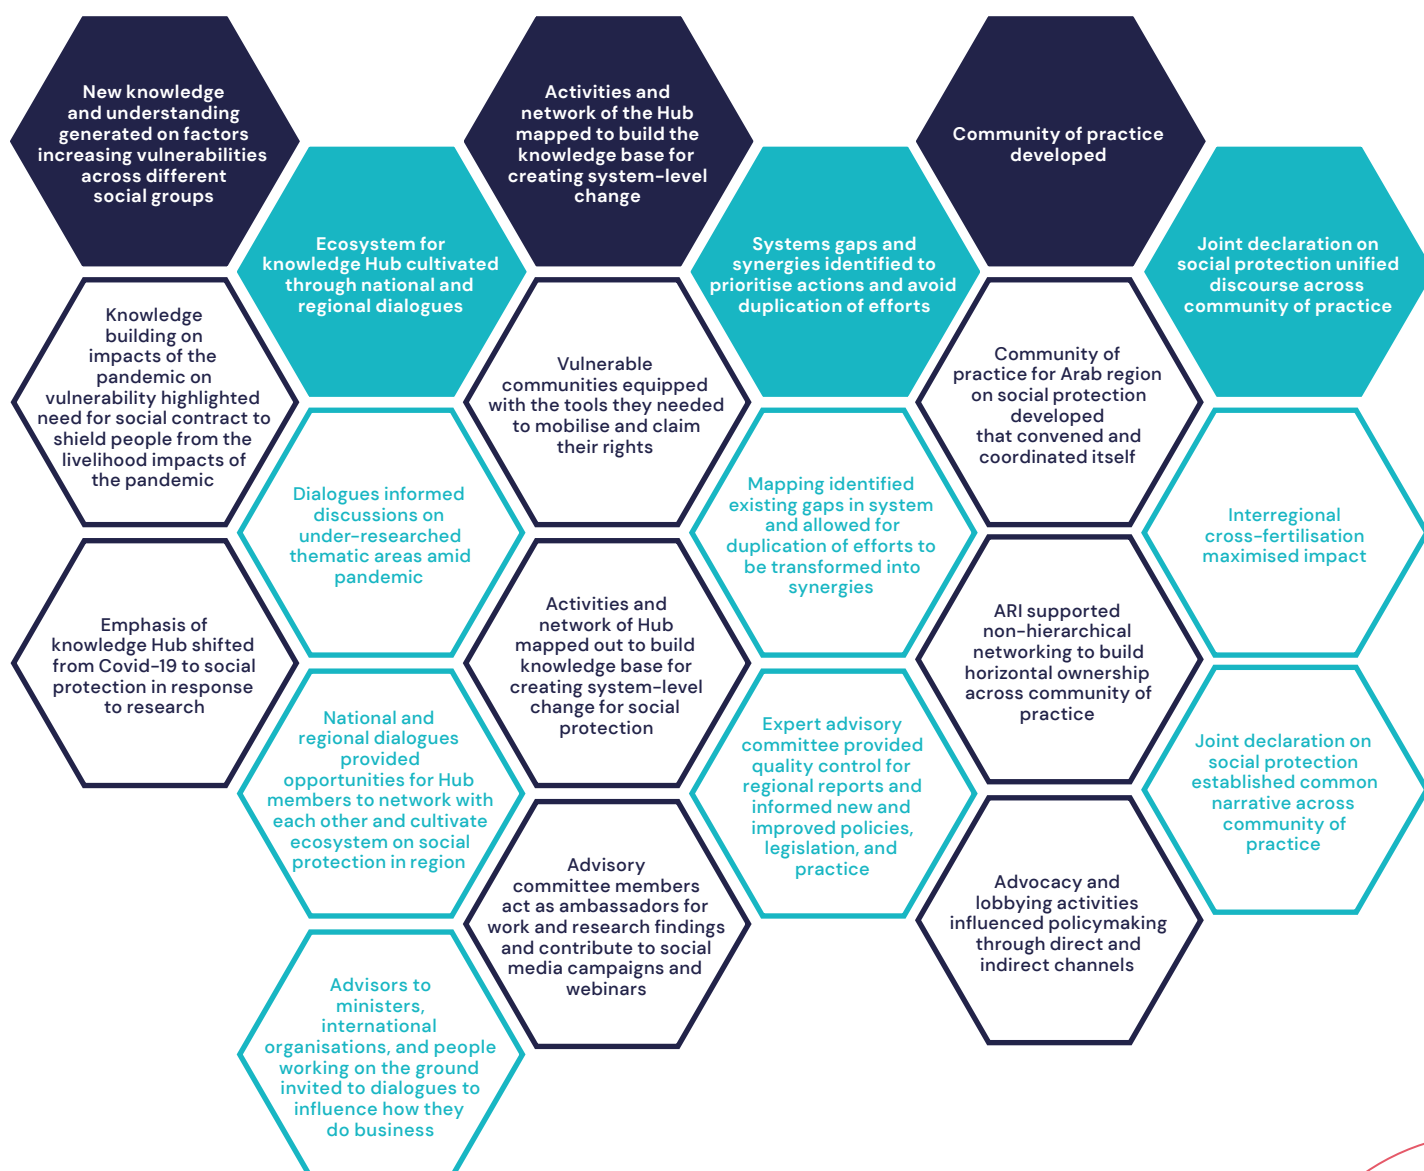 New knowledge
and understanding
generated on factors
increasing vulnerabilities
across different
social groups
Knowledge
building on
impacts of the
pandemic on
vulnerability highlighted
need for social contract to
shield people from the
livelihood impacts of
the pandemic
Emphasis of
knowledge Hub shifted
from Covid-19 to social
protection in response
to research
Ecosystem for
knowledge Hub cultivated
through national and
regional dialogues
Dialogues informed
discussions on
under-researched
thematic areas amid
pandemic
National and
regional dialogues
provided
opportunities for Hub
members to network with
each other and cultivate
ecosystem on social
protection in region
Advisors to
ministers,
international
organisations, and people
working on the ground
invited to dialogues to
influence how they
do business
Activities and
network of the Hub
mapped to build the
knowledge base for
creating system-level
change
Vulnerable
communities equipped
with the tools they needed
to mobilise and claim
their rights
Activities and
network of Hub
mapped out to build
knowledge base for
creating system-level
change for social
protection
Advisory
committee members
act as ambassadors for
work and research findings
and contribute to social
media campaigns and
webinars
Systems gaps and
synergies identified to
prioritise actions and avoid
duplication of efforts
Mapping identified
existing gaps in system
and allowed for
duplication of efforts to
be transformed into
synergies
Expert advisory
committee provided
quality control for
regional reports and
informed new and
improved policies,
legislation, and
practice
Community of practice
developed
Community of
practice for Arab region
on social protection
developed
that convened and
coordinated itself
ARI supported
non-hierarchical
networking to build
horizontal ownership
across community of
practice
Advocacy and
lobbying activities
influenced policymaking
through direct and
indirect channels
Joint declaration on
social protection unified
discourse across
community of practice
Interregional
cross-fertilisation
maximised impact
Joint declaration on
social protection
established common
narrative across
community of
practice